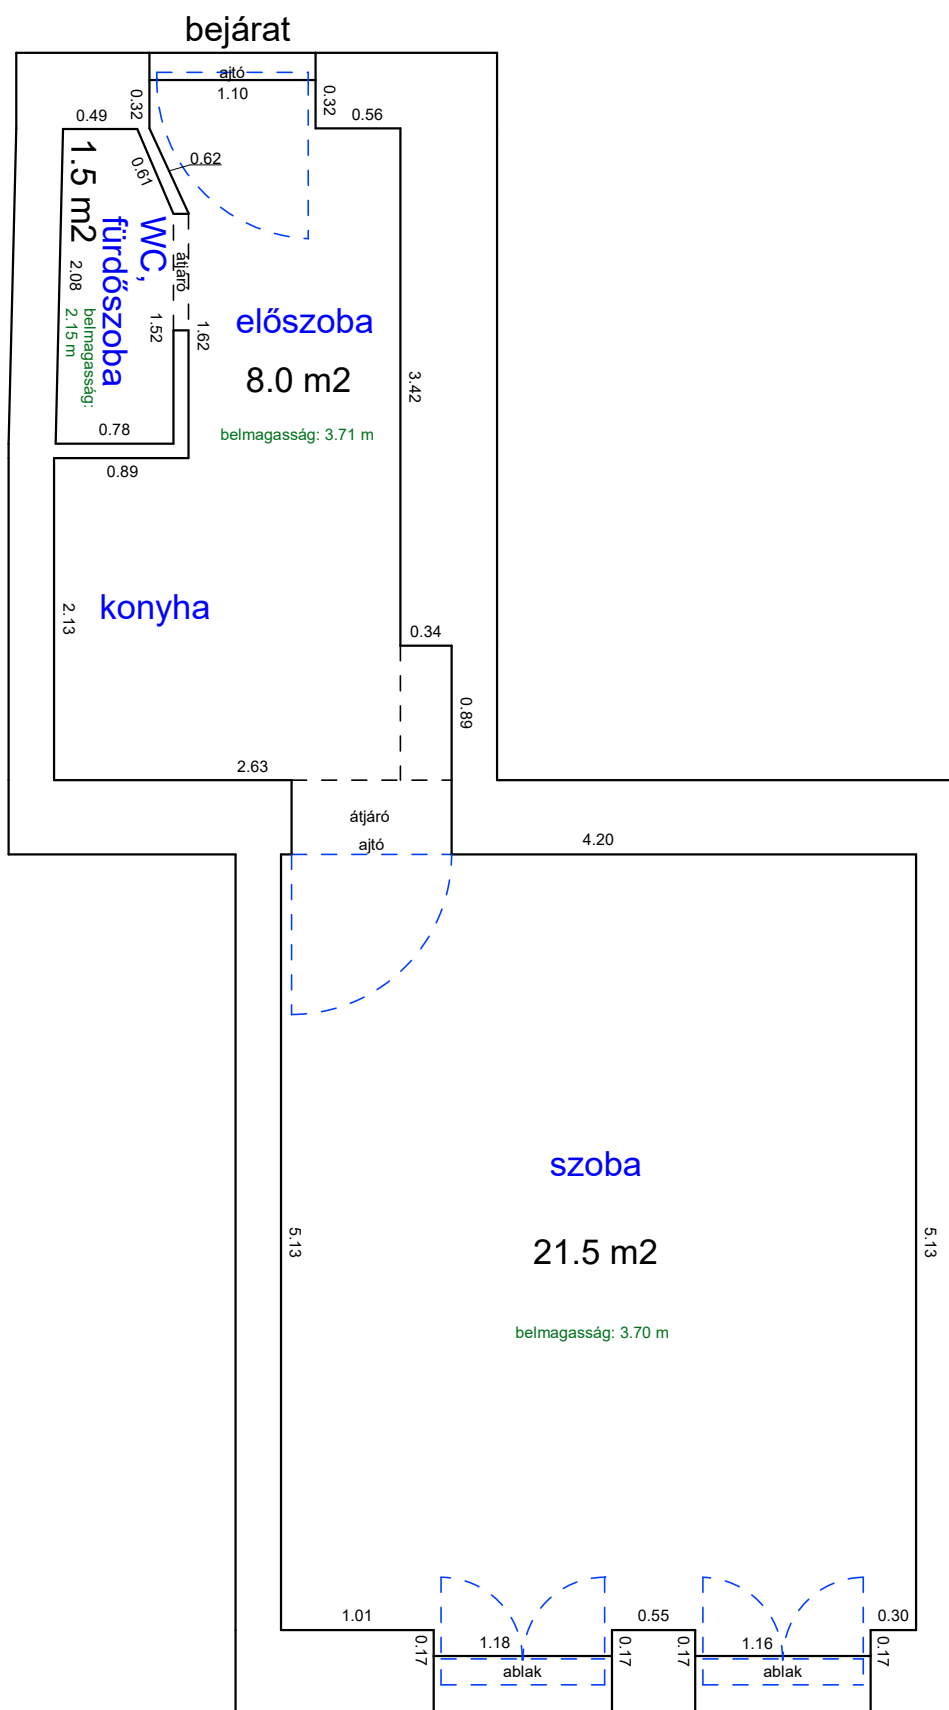 bejárat
ajtó
1.10
0.32
0.32
0.49
0.56
0.61
0.62
1.5 m2
WC,
fürdőszoba
átjáró
2.08
belmagasság:
2.15 m
1.52
1.62
előszoba
8.0 m2
belmagasság: 3.71 m
3.42
0.78
0.89
2.13
konyha
0.34
0.89
2.63
átjáró
ajtó
4.20
szoba
21.5 m2
5.13
5.13
belmagasság: 3.70 m
1.01
0.17
1.18
ablak
0.17
0.55
0.17
1.16
ablak
0.17
0.30